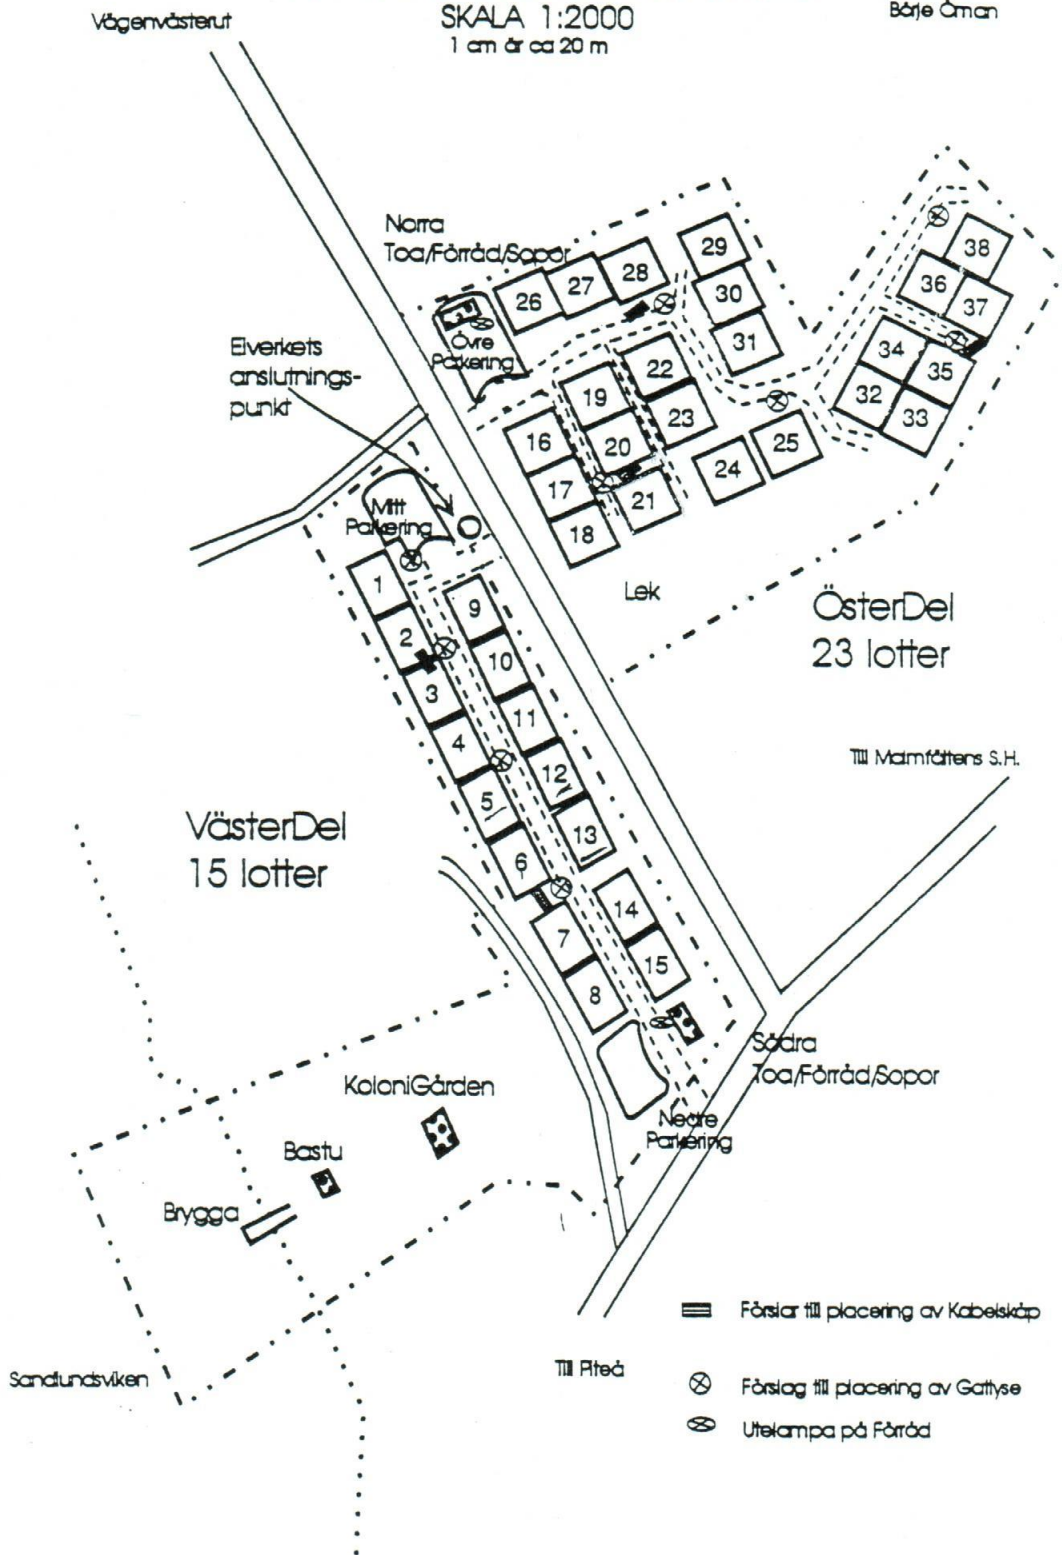 Vägenvästerut
SKALA 1:2000
1 cm är ca 20 m
Börje Öman
Norra
Toa/Förråd/Sopor
Övre
Parkering
Elverkets
anslutnings-
punkt
Mitt
Parkering
26
27
28
29
30
31
38
36
37
34
35
32
33
22
19
23
16
20
25
24
17
21
18
Lek
ÖsterDel
23 lotter
1
2
3
4
5
6
7
8
9
10
11
12
13
14
15
Till Malmfältens S.H.
VästerDel
15 lotter
Södra
Toa/Förråd/Sopor
KoloniGården
Nedre
Parkering
Bastu
Brygga
Sandlundsviken
Till Piteå
Förslar till placering av Kabelskåp
Förslag till placering av Gatlyse
Utelampa på Förråd